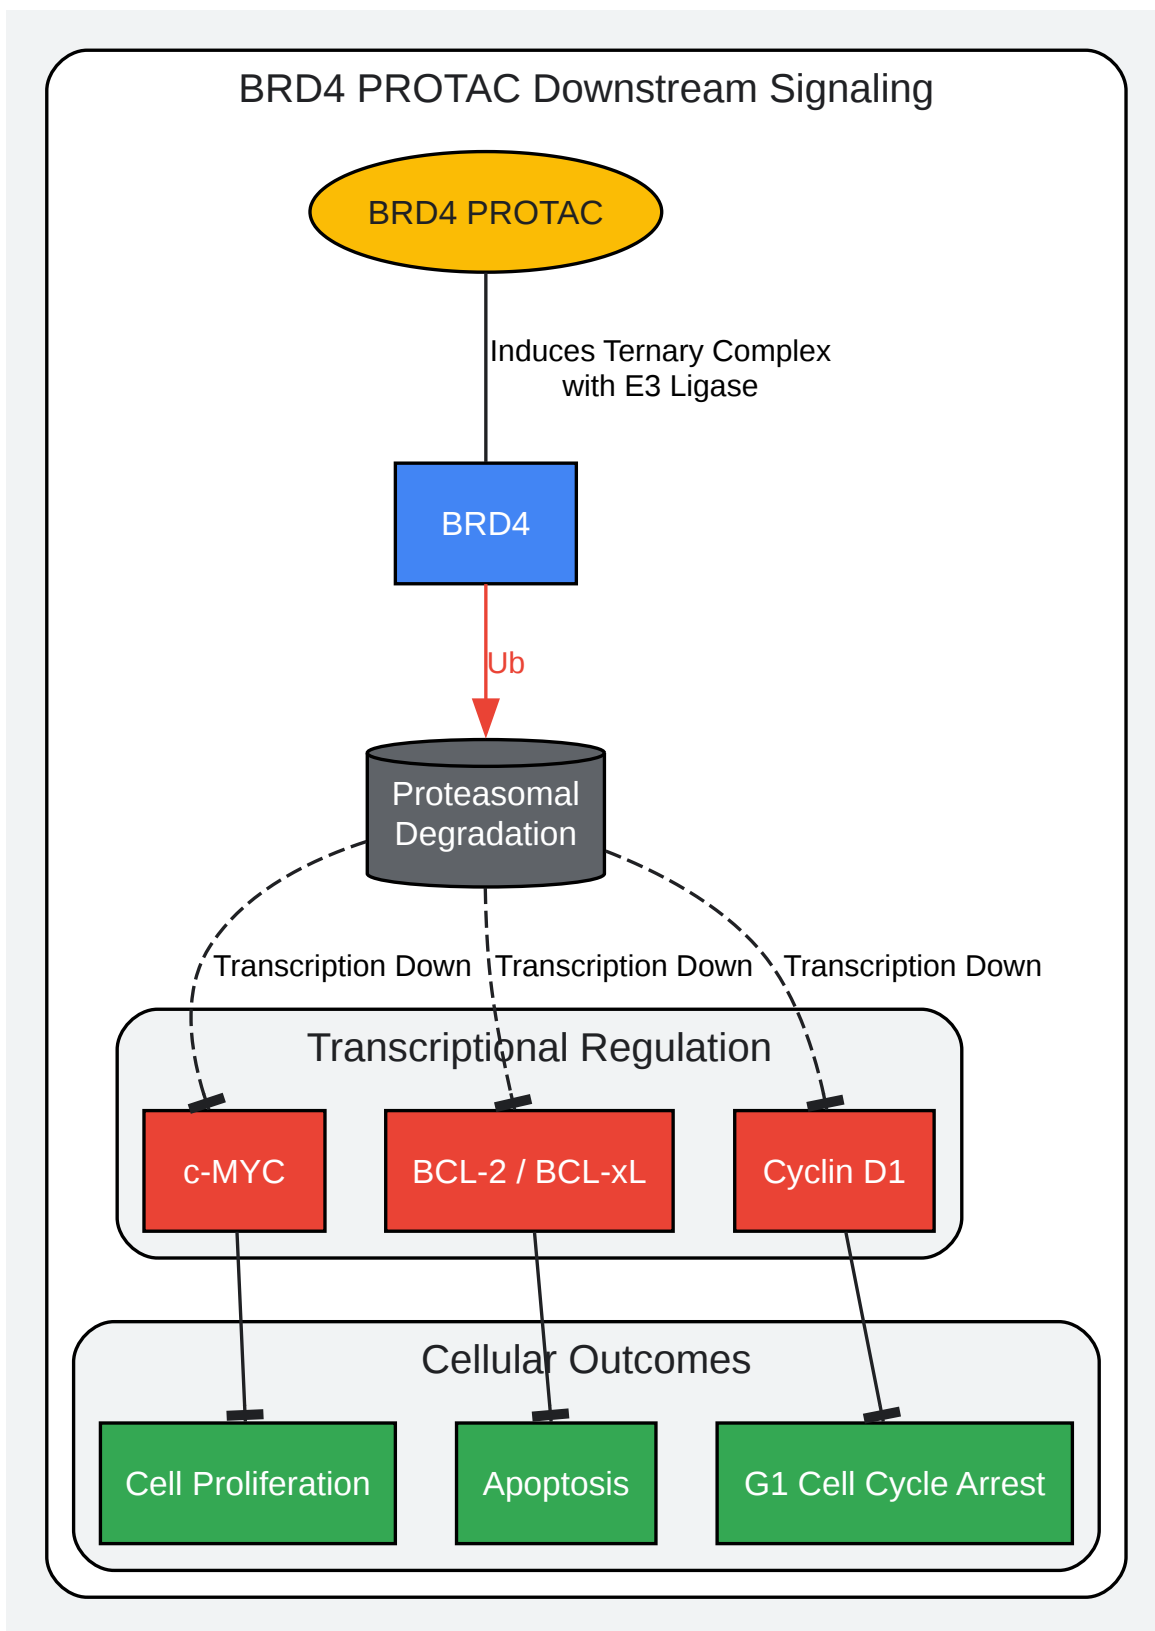 BRD4 PROTAC Downstream Signaling
BRD4 PROTAC
Induces Ternary Complex
with E3 Ligase
BRD4
Ub
Proteasomal
Degradation
Transcription Down
Transcription Down
Transcription Down
Transcriptional Regulation
c-MYC
BCL-2 / BCL-xL
Cyclin D1
Cellular Outcomes
Cell Proliferation
Apoptosis
G1 Cell Cycle Arrest